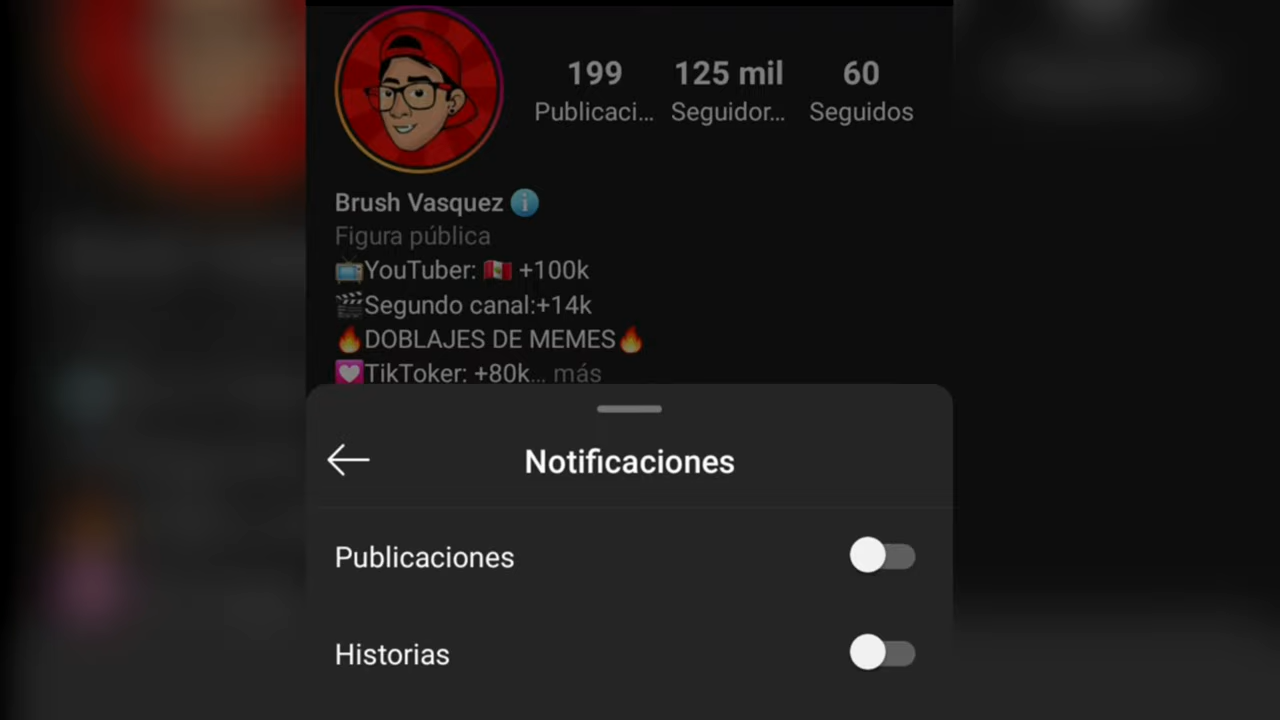 199 125 mil 60
Publicaci... Seguidor... Seguidos
Brush Vasquez
Figura pública
YouTuber: +100k
Segundo canal:+14k
DOBLAJES DE MEMES
TikToker: +80k... más
Notificaciones
Publicaciones
Historias